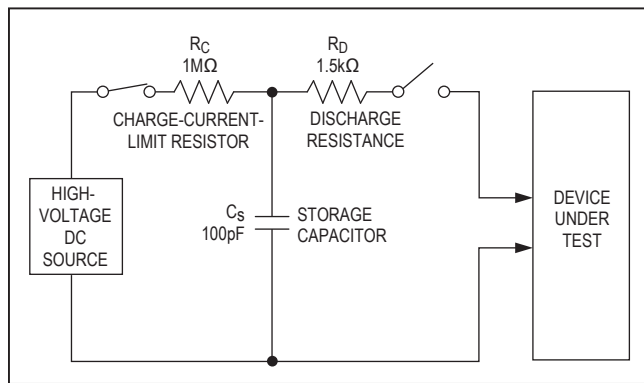 R_C
1MΩ
CHARGE-CURRENT-
LIMIT RESISTOR
R_D
1.5kΩ
DISCHARGE
RESISTANCE
HIGH-
VOLTAGE
DC
SOURCE
C_S
100pF
STORAGE
CAPACITOR
DEVICE
UNDER
TEST